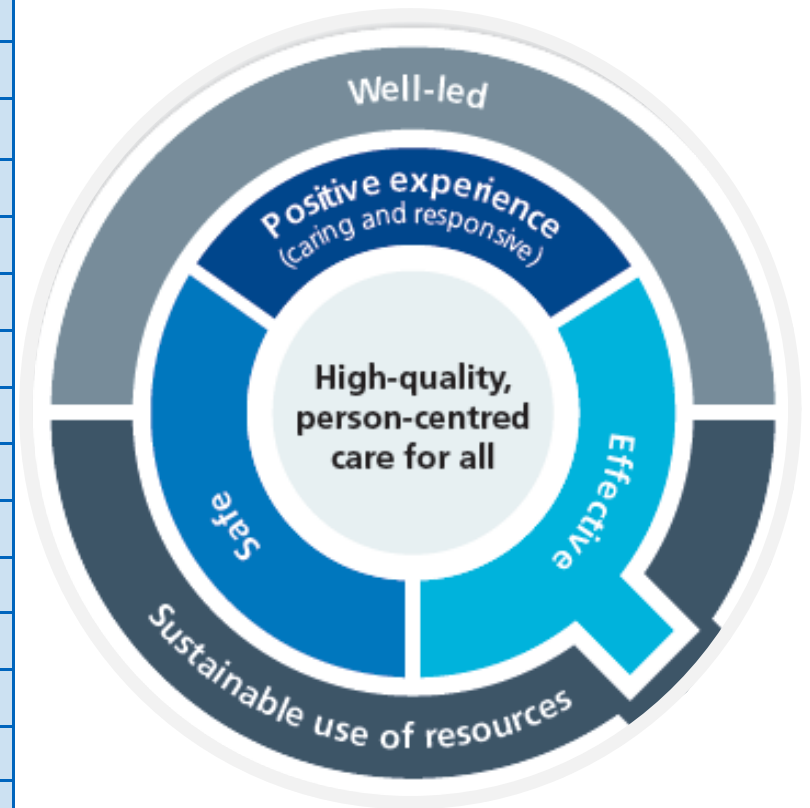 Well-led
Positive experience
(caring and responsive)
High-quality,
person-centred
care for all
Effective
Safe
Sustainable use of resources